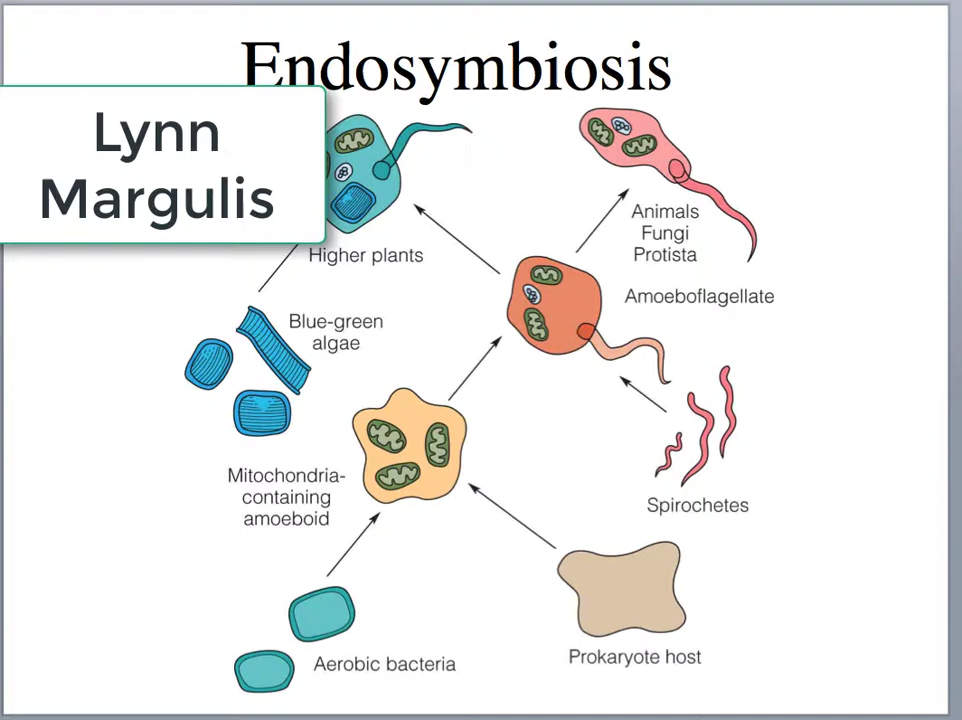 Endosymbiosis
Lynn
Margulis
Higher plants
Animals
Fungi
Protista
Amoeboflagellate
Blue-green
algae
Mitochondria-
containing
amoeboid
Spirochetes
Aerobic bacteria
Prokaryote host